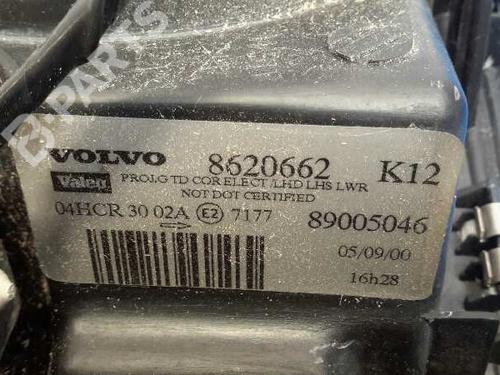 B-PARTS
VOLVO 8620662 K12
Valeo PROLG TD COR ELECT /LHD LHS LWR
NOT DOT CERTIFIED
04HCR 30 02A E2 7177 89005046
05/09/00
16h28